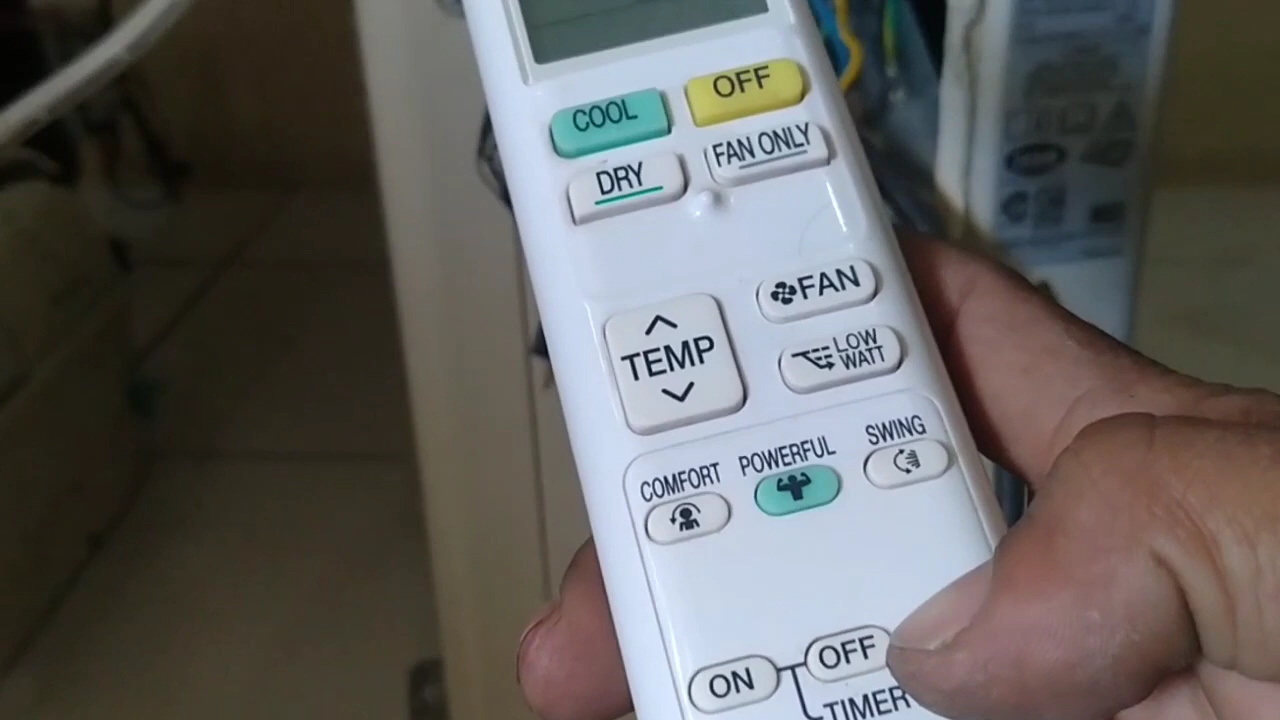 COOL
OFF
DRY
FAN ONLY
FAN
TEMP
LOW
WATT
COMFORT
POWERFUL
SWING
ON
OFF
TIMER